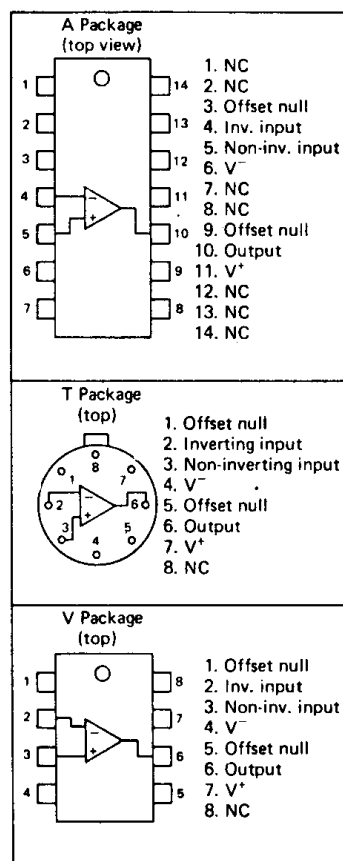 A Package
(top view)
1 14
2 13
3 12
4 11
5 10
6 9
7 8
− +
1. NC
2. NC
3. Offset null
4. Inv. input
5. Non-inv. input
6. V⁻
7. NC
8. NC
9. Offset null
10. Output
11. V⁺
12. NC
13. NC
14. NC
T Package
(top)
8
1 7
2 6
3 5
4
− +
1. Offset null
2. Inverting input
3. Non-inverting input
4. V⁻
5. Offset null
6. Output
7. V⁺
8. NC
V Package
(top)
1 8
2 7
3 6
4 5
− +
1. Offset null
2. Inv. input
3. Non-inv. input
4. V⁻
5. Offset null
6. Output
7. V⁺
8. NC